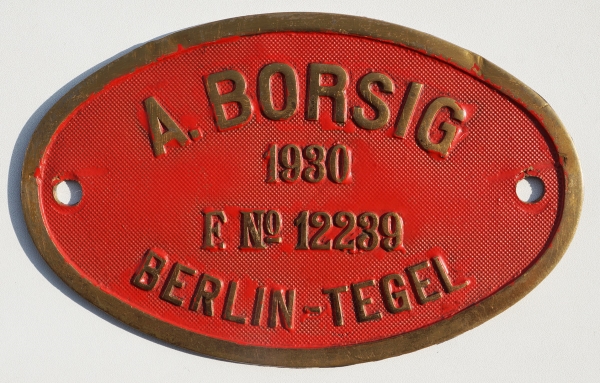 A. BORSIG
1930
F. Nº 12239
BERLIN-TEGEL